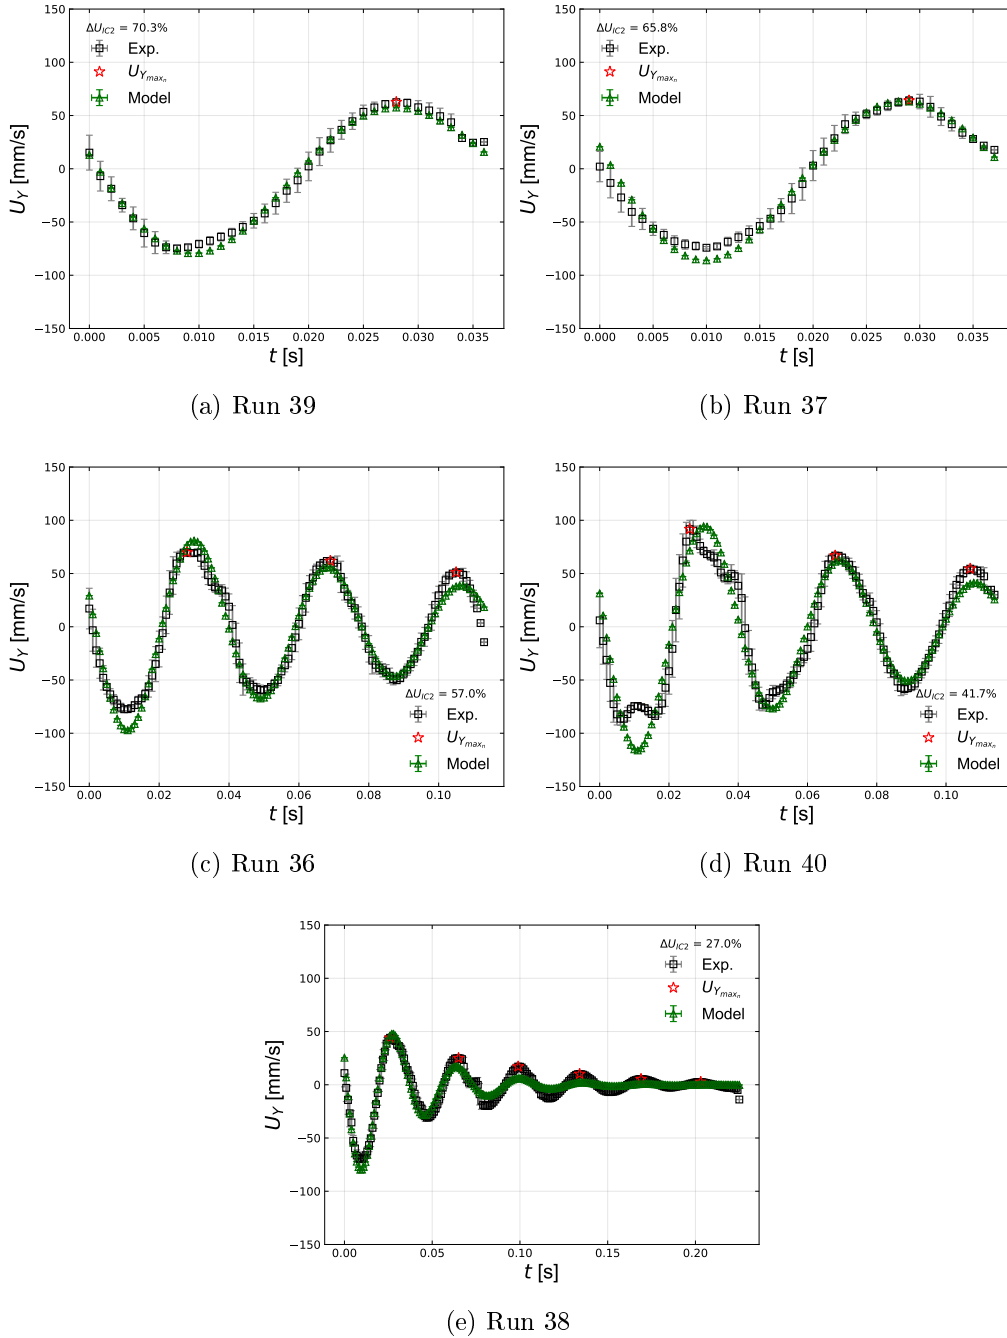 ΔU_IC2 = 70.3%
Exp.
U_Y_max_n
Model
150
100
50
0
−50
−100
−150
U_Y [mm/s]
0.000 0.005 0.010 0.015 0.020 0.025 0.030 0.035
t [s]
(a) Run 39
ΔU_IC2 = 65.8%
Exp.
U_Y_max_n
Model
150
100
50
0
−50
−100
−150
U_Y [mm/s]
0.000 0.005 0.010 0.015 0.020 0.025 0.030 0.035
t [s]
(b) Run 37
150
100
50
0
−50
−100
−150
U_Y [mm/s]
ΔU_IC2 = 57.0%
Exp.
U_Y_max_n
Model
0.00 0.02 0.04 0.06 0.08 0.10
t [s]
(c) Run 36
150
100
50
0
−50
−100
−150
U_Y [mm/s]
ΔU_IC2 = 41.7%
Exp.
U_Y_max_n
Model
0.00 0.02 0.04 0.06 0.08 0.10
t [s]
(d) Run 40
150
100
50
0
−50
−100
−150
U_Y [mm/s]
ΔU_IC2 = 27.0%
Exp.
U_Y_max_n
Model
0.00 0.05 0.10 0.15 0.20
t [s]
(e) Run 38